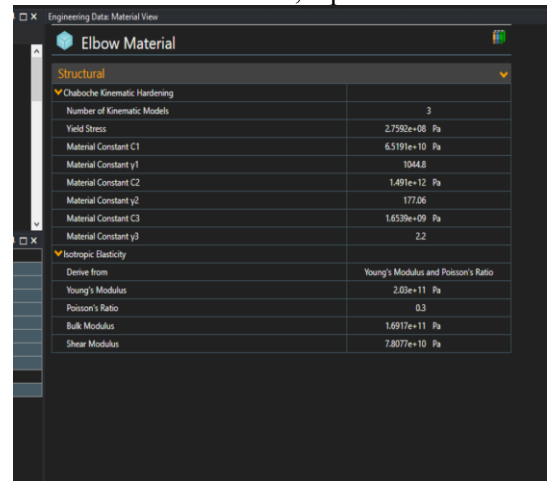 Engineering Data: Material View
Elbow Material
Structural
Chaboche Kinematic Hardening
Number of Kinematic Models 3
Yield Stress 2.7592e+08 Pa
Material Constant C1 6.5191e+10 Pa
Material Constant γ1 1044.8
Material Constant C2 1.491e+12 Pa
Material Constant γ2 177.06
Material Constant C3 1.6539e+09 Pa
Material Constant γ3 2.2
Isotropic Elasticity
Derive from Young's Modulus and Poisson's Ratio
Young's Modulus 2.03e+11 Pa
Poisson's Ratio 0.3
Bulk Modulus 1.6917e+11 Pa
Shear Modulus 7.8077e+10 Pa